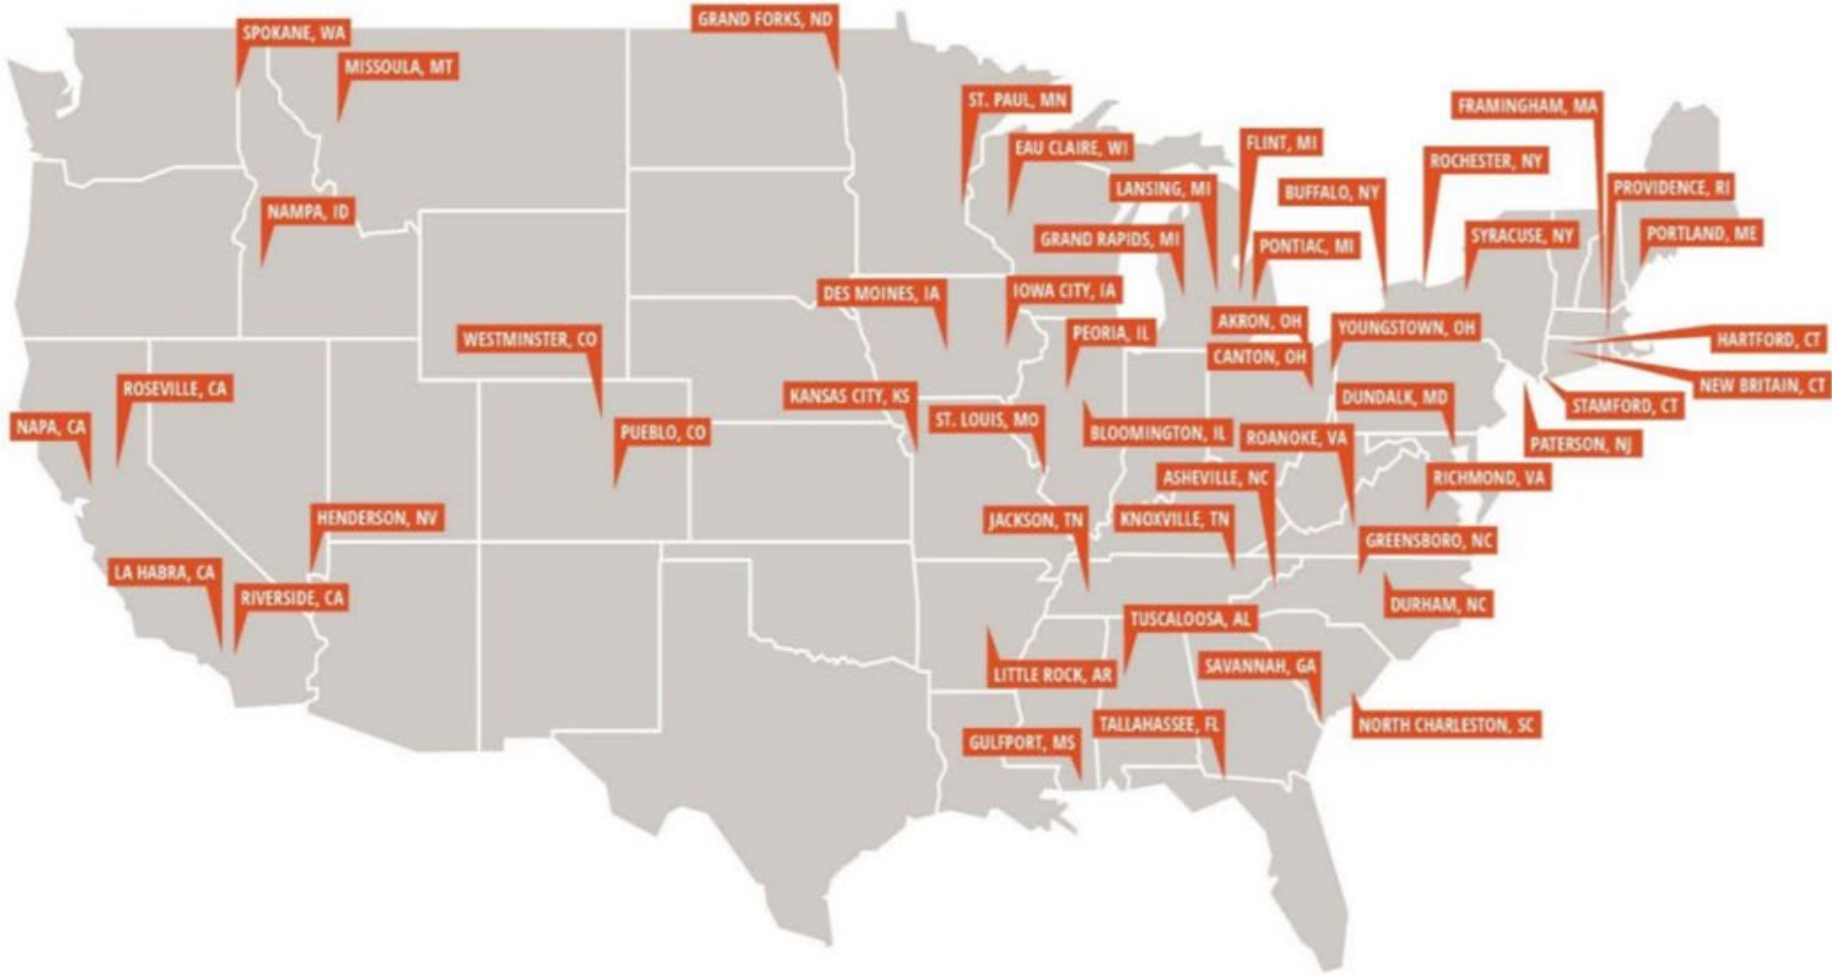 GRAND FORKS, ND
SPOKANE, WA
MISSOULA, MT
ST. PAUL, MN
FRAMINGHAM, MA
EAU CLAIRE, WI
FLINT, MI
ROCHESTER, NY
LANSING, MI
BUFFALO, NY
PROVIDENCE, RI
NAMPA, ID
GRAND RAPIDS, MI
PONTIAC, MI
SYRACUSE, NY
PORTLAND, ME
DES MOINES, IA
IOWA CITY, IA
AKRON, OH
YOUNGSTOWN, OH
WESTMINSTER, CO
PEORIA, IL
HARTFORD, CT
CANTON, OH
ROSEVILLE, CA
NEW BRITAIN, CT
KANSAS CITY, KS
DUNDALK, MD
STAMFORD, CT
NAPA, CA
ST. LOUIS, MO
PUEBLO, CO
BLOOMINGTON, IL
ROANOKE, VA
PATERSON, NJ
ASHEVILLE, NC
RICHMOND, VA
HENDERSON, NV
JACKSON, TN
KNOXVILLE, TN
GREENSBORO, NC
LA HABRA, CA
RIVERSIDE, CA
DURHAM, NC
TUSCALOOSA, AL
LITTLE ROCK, AR
SAVANNAH, GA
TALLAHASSEE, FL
NORTH CHARLESTON, SC
GULFPORT, MS